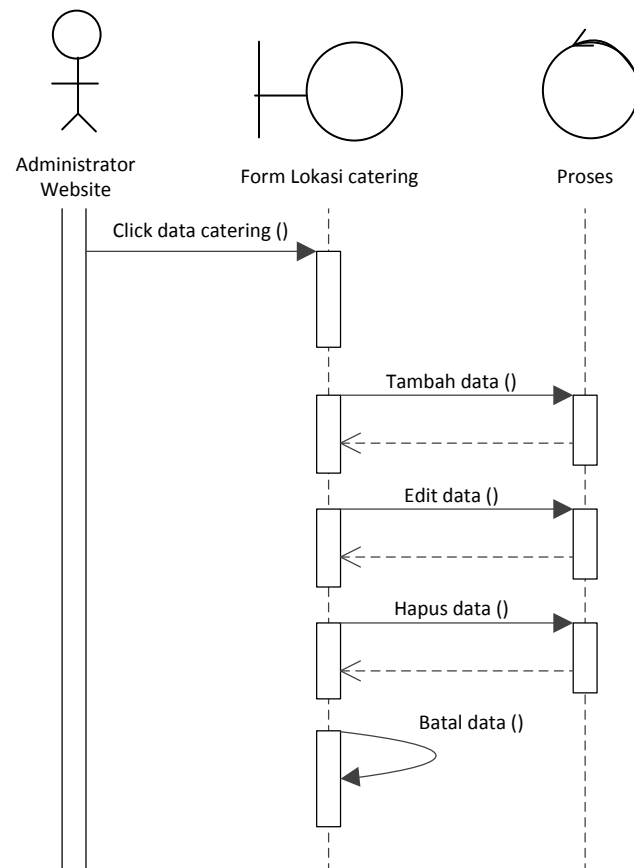 Administrator
Website
Form Lokasi catering
Proses
Click data catering ()
Tambah data ()
Edit data ()
Hapus data ()
Batal data ()